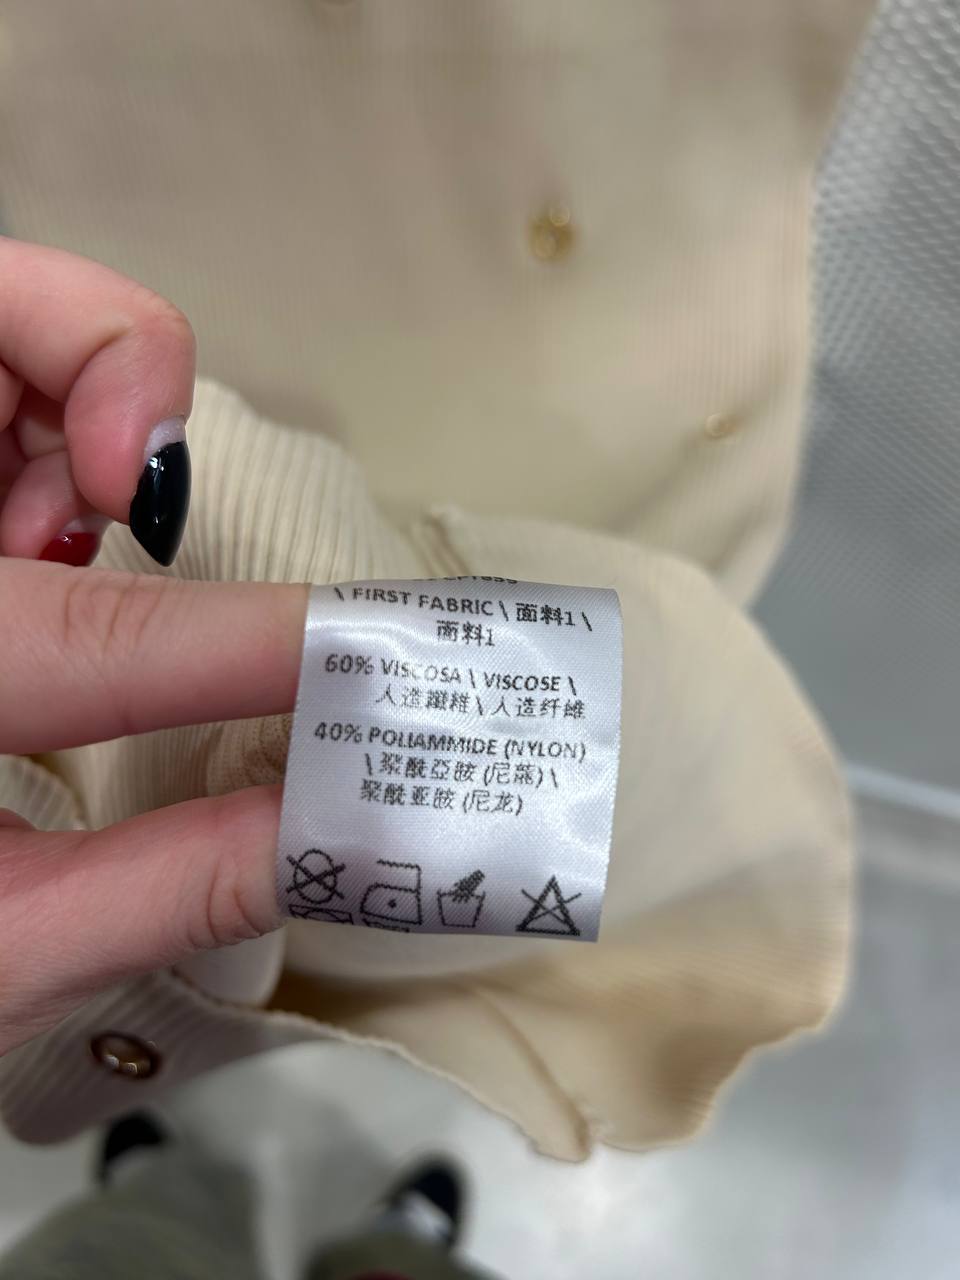 \ FIRST FABRIC \ 面料1 \
面料1
60% VISCOSA \ VISCOSE \
人造纖維 \ 人造纤维
40% POLIAMMIDE (NYLON)
\ 聚酰亞胺 (尼龍) \
聚酰亚胺 (尼龙)